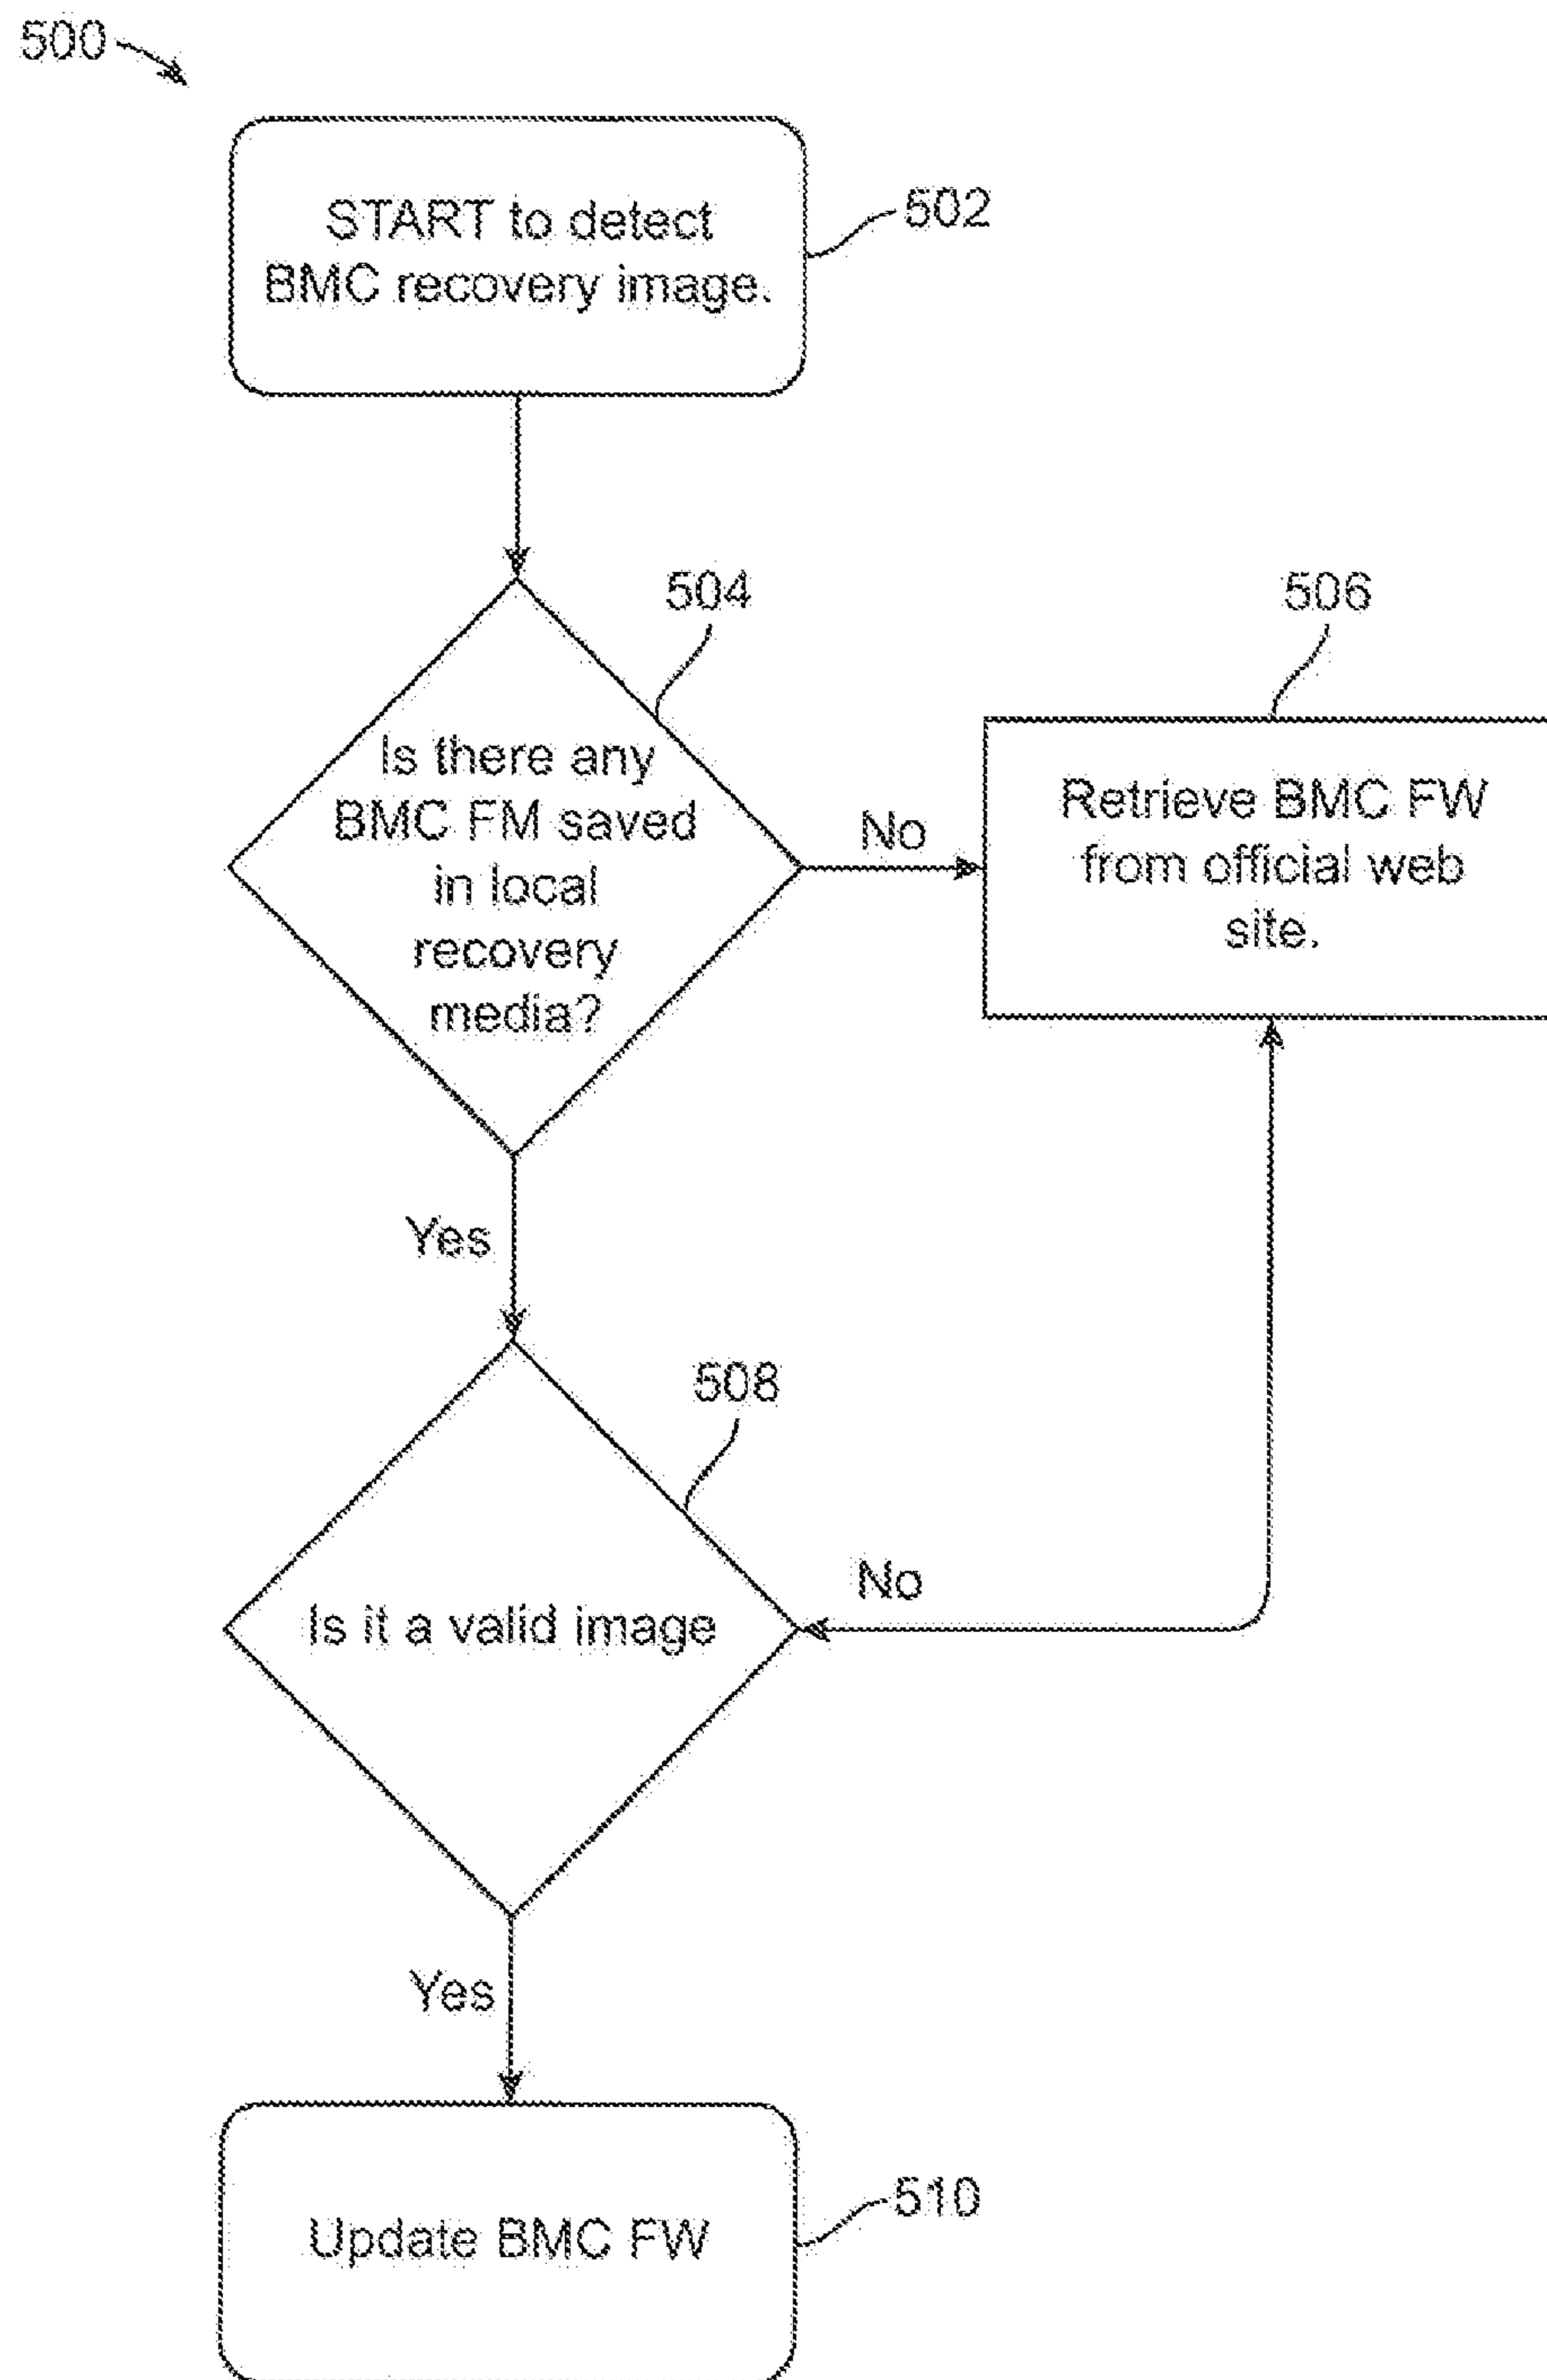 500
START to detect
BMC recovery image.
502
504
Is there any
BMC FM saved
in local
recovery
media?
No
506
Retrieve BMC FW
from official web
site.
Yes
508
Is it a valid image
No
Yes
Update BMC FW
510